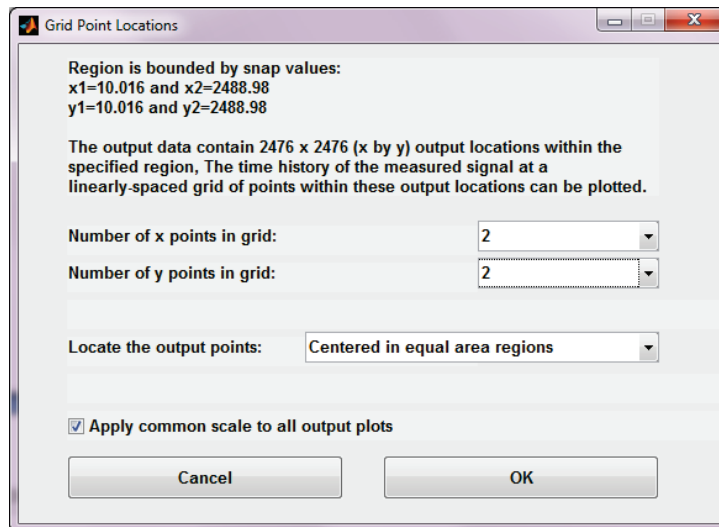 Grid Point Locations
Region is bounded by snap values:
x1=10.016 and x2=2488.98
y1=10.016 and y2=2488.98
The output data contain 2476 x 2476 (x by y) output locations within the
specified region, The time history of the measured signal at a
linearly-spaced grid of points within these output locations can be plotted.
Number of x points in grid: 2
Number of y points in grid: 2
Locate the output points: Centered in equal area regions
Apply common scale to all output plots
Cancel OK